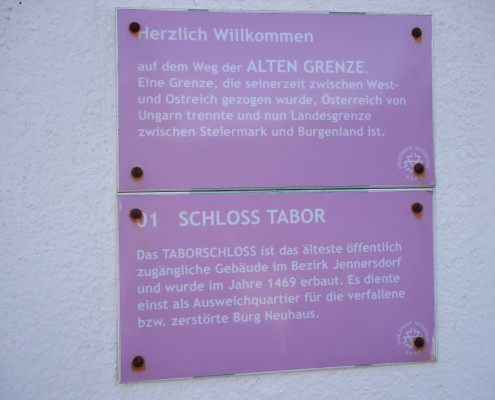 Herzlich Willkommen
auf dem Weg der ALTEN GRENZE.
Eine Grenze, die seinerzeit zwischen West-
und Ostreich gezogen wurde, Österreich von
Ungarn trennte und nun Landesgrenze
zwischen Steiermark und Burgenland ist.
01 SCHLOSS TABOR
Das TABORSCHLOSS ist das älteste öffentlich
zugängliche Gebäude im Bezirk Jennersdorf
und wurde im Jahre 1469 erbaut. Es diente
einst als Ausweichquartier für die verfallene
bzw. zerstörte Burg Neuhaus.